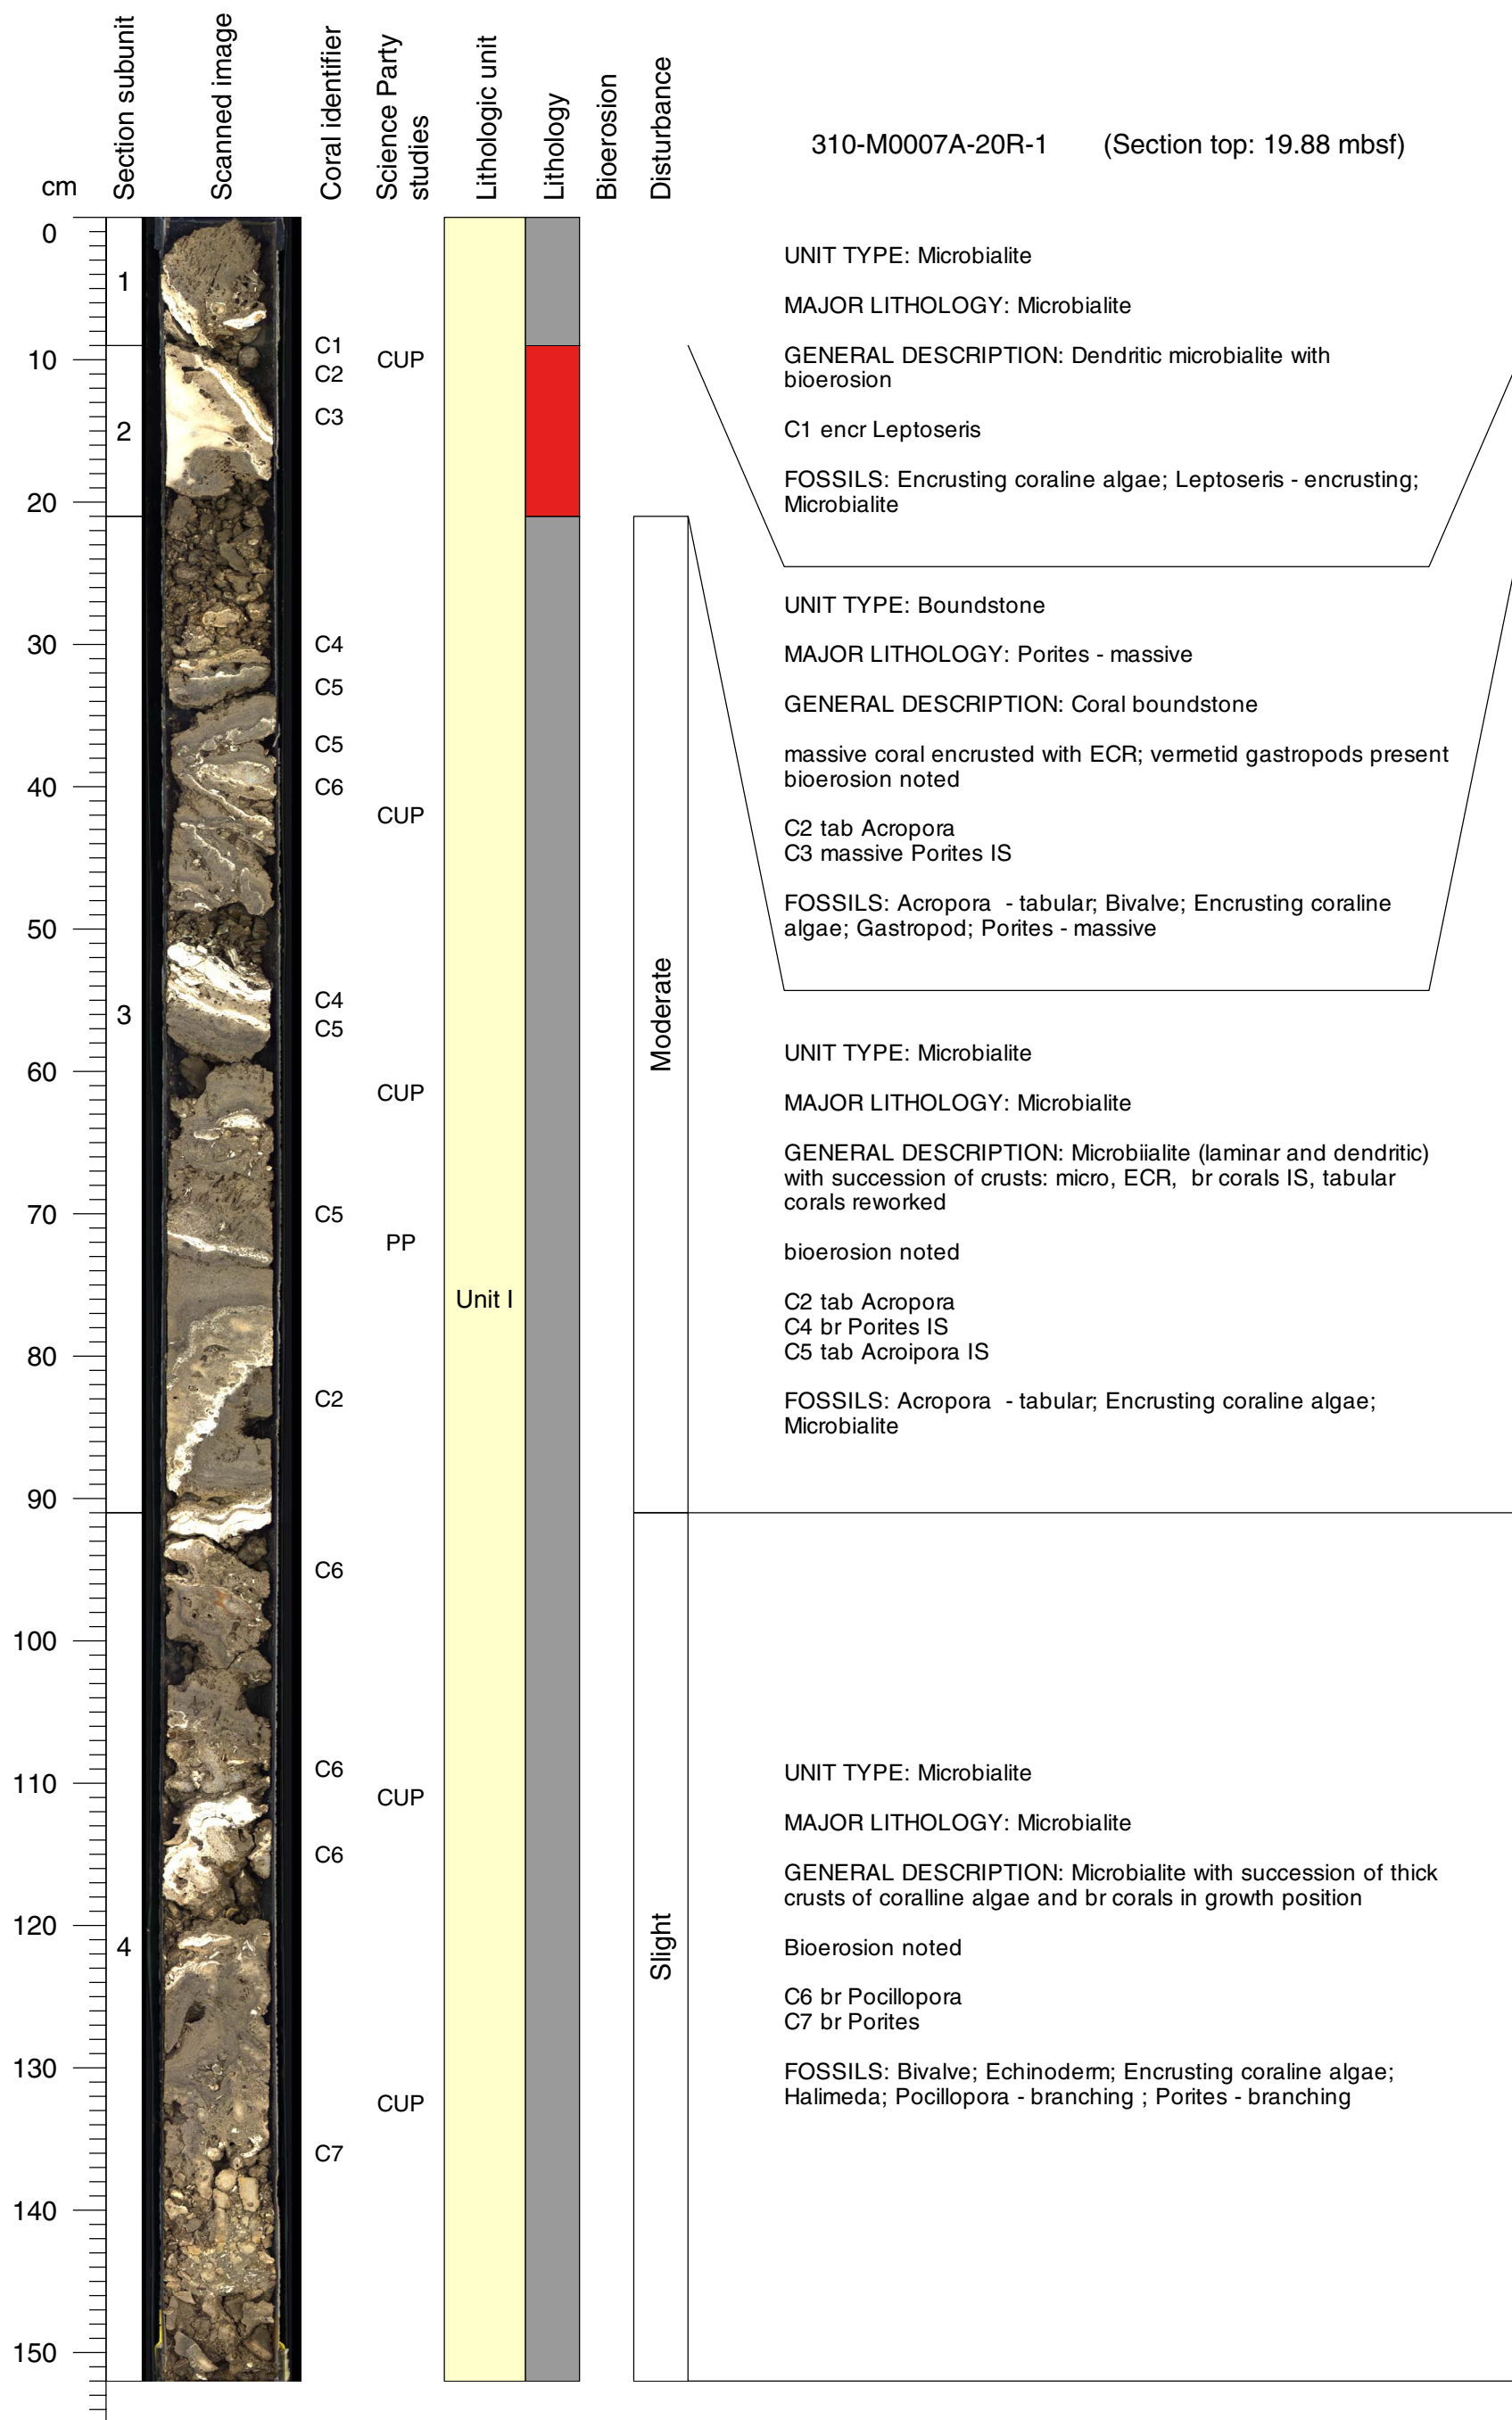 310-M0007A-20R-1 (Section top: 19.88 mbsf)
cm
Section subunit
Scanned image
Coral identifier
Science Party
studies
Lithologic unit
Lithology
Bioerosion
Disturbance
0
10
20
30
40
50
60
70
80
90
100
110
120
130
140
150
1
2
3
4
C1
C2
C3
C4
C5
C5
C6
C4
C5
C5
C2
C6
C6
C6
C7
CUP
CUP
CUP
PP
CUP
CUP
Unit I
Moderate
Slight
UNIT TYPE: Microbialite
MAJOR LITHOLOGY: Microbialite
GENERAL DESCRIPTION: Dendritic microbialite with
bioerosion
C1 encr Leptoseris
FOSSILS: Encrusting coraline algae; Leptoseris - encrusting;
Microbialite
UNIT TYPE: Boundstone
MAJOR LITHOLOGY: Porites - massive
GENERAL DESCRIPTION: Coral boundstone
massive coral encrusted with ECR; vermetid gastropods present
bioerosion noted
C2 tab Acropora
C3 massive Porites IS
FOSSILS: Acropora - tabular; Bivalve; Encrusting coraline
algae; Gastropod; Porites - massive
UNIT TYPE: Microbialite
MAJOR LITHOLOGY: Microbialite
GENERAL DESCRIPTION: Microbiialite (laminar and dendritic)
with succession of crusts: micro, ECR, br corals IS, tabular
corals reworked
bioerosion noted
C2 tab Acropora
C4 br Porites IS
C5 tab Acroipora IS
FOSSILS: Acropora - tabular; Encrusting coraline algae;
Microbialite
UNIT TYPE: Microbialite
MAJOR LITHOLOGY: Microbialite
GENERAL DESCRIPTION: Microbialite with succession of thick
crusts of coralline algae and br corals in growth position
Bioerosion noted
C6 br Pocillopora
C7 br Porites
FOSSILS: Bivalve; Echinoderm; Encrusting coraline algae;
Halimeda; Pocillopora - branching ; Porites - branching